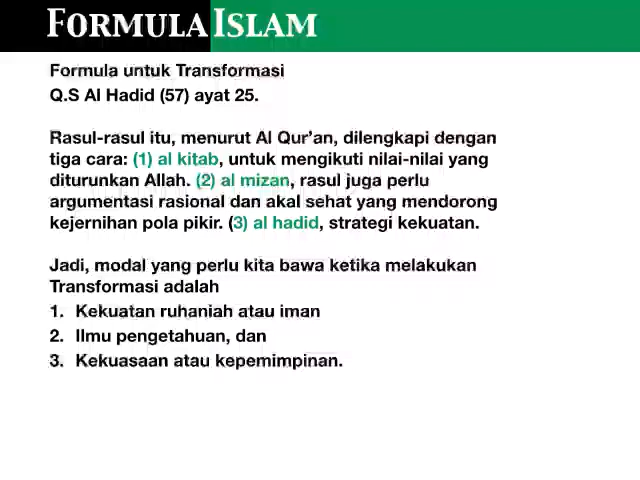 FORMULA ISLAM
Formula untuk Transformasi
Q.S Al Hadid (57) ayat 25.
Rasul-rasul itu, menurut Al Qur’an, dilengkapi dengan
tiga cara: (1) al kitab, untuk mengikuti nilai-nilai yang
diturunkan Allah. (2) al mizan, rasul juga perlu
argumentasi rasional dan akal sehat yang mendorong
kejernihan pola pikir. (3) al hadid, strategi kekuatan.
Jadi, modal yang perlu kita bawa ketika melakukan
Transformasi adalah
1. Kekuatan ruhaniah atau iman
2. Ilmu pengetahuan, dan
3. Kekuasaan atau kepemimpinan.